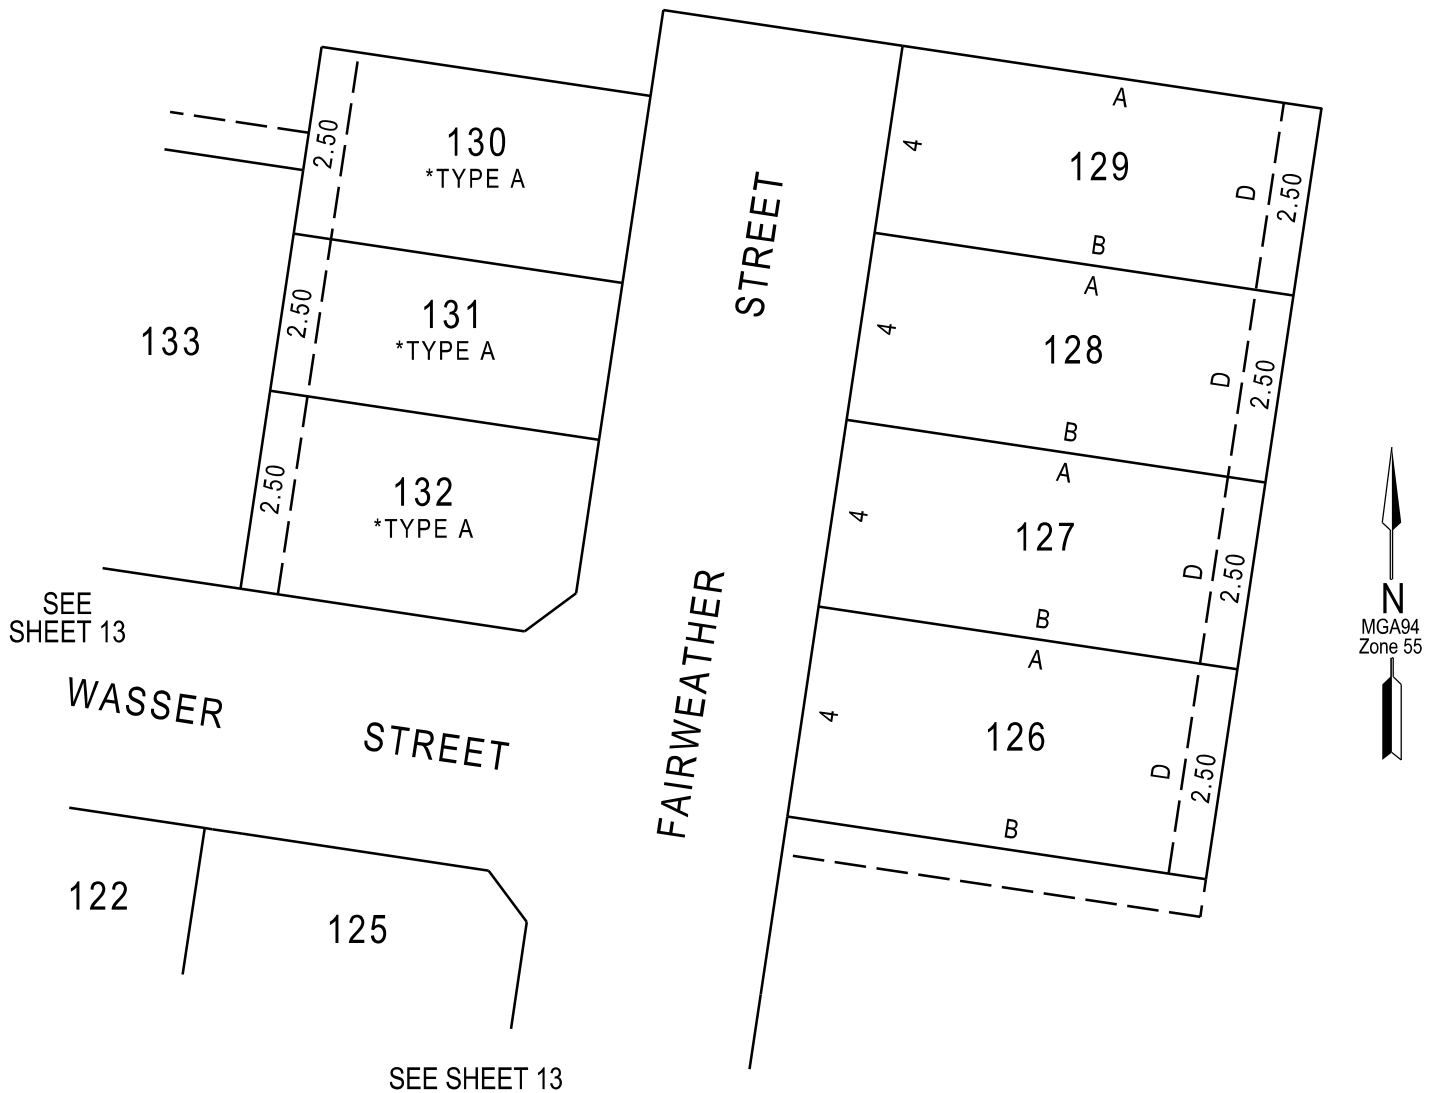 A
129
4
D
2.50
B
130
*TYPE A
2.50
STREET
A
128
4
D
2.50
B
131
*TYPE A
2.50
133
A
127
4
D
2.50
B
132
*TYPE A
2.50
SEE
SHEET 13
FAIRWEATHER
A
126
4
D
2.50
B
N
MGA94
Zone 55
WASSER STREET
122
125
SEE SHEET 13